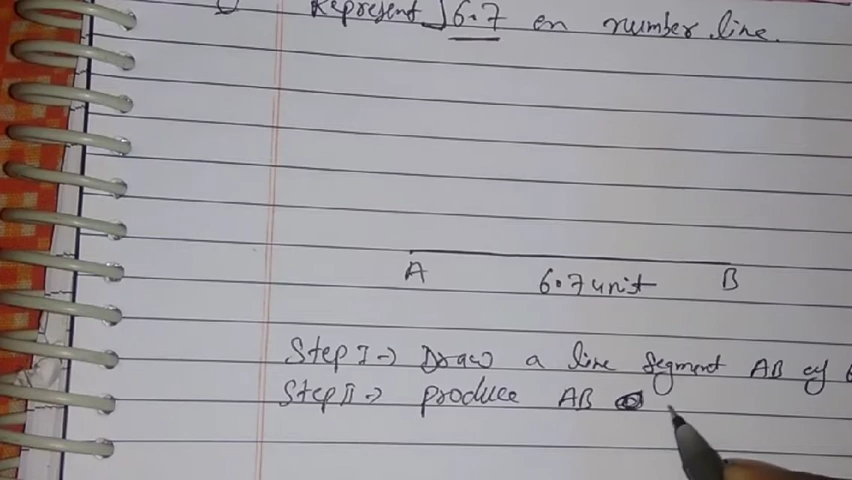 Represent √6.7 on number line.
A 6.7 unit B
Step I -> Draw a line segment AB of
Step II -> produce AB